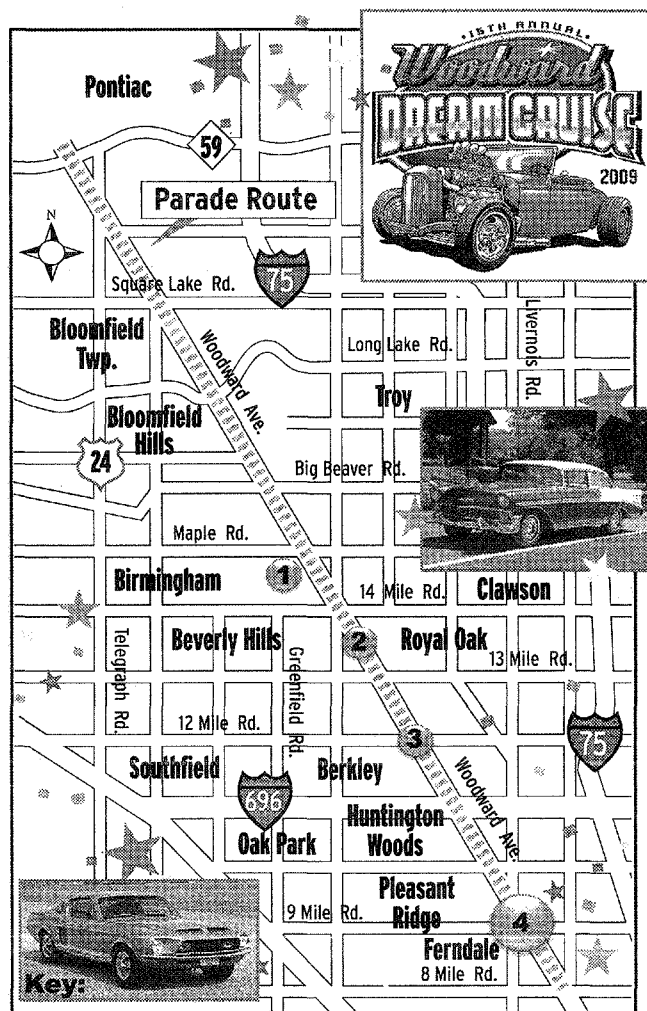 • 15TH ANNUAL •
Woodward
DREAM CRUISE
2009
Pontiac
59
Parade Route
N
75
Square Lake Rd.
Livernois Rd.
Bloomfield
Twp.
Woodward Ave.
Long Lake Rd.
Troy
Bloomfield
Hills
24
Big Beaver Rd.
Maple Rd.
1
Birmingham
14 Mile Rd.
Clawson
Telegraph Rd.
Beverly Hills
Greenfield Rd.
2
Royal Oak
13 Mile Rd.
12 Mile Rd.
3
75
Southfield
696
Berkley
Woodward Ave.
Huntington
Woods
Oak Park
Pleasant
Ridge
9 Mile Rd.
4
Ferndale
8 Mile Rd.
Key: